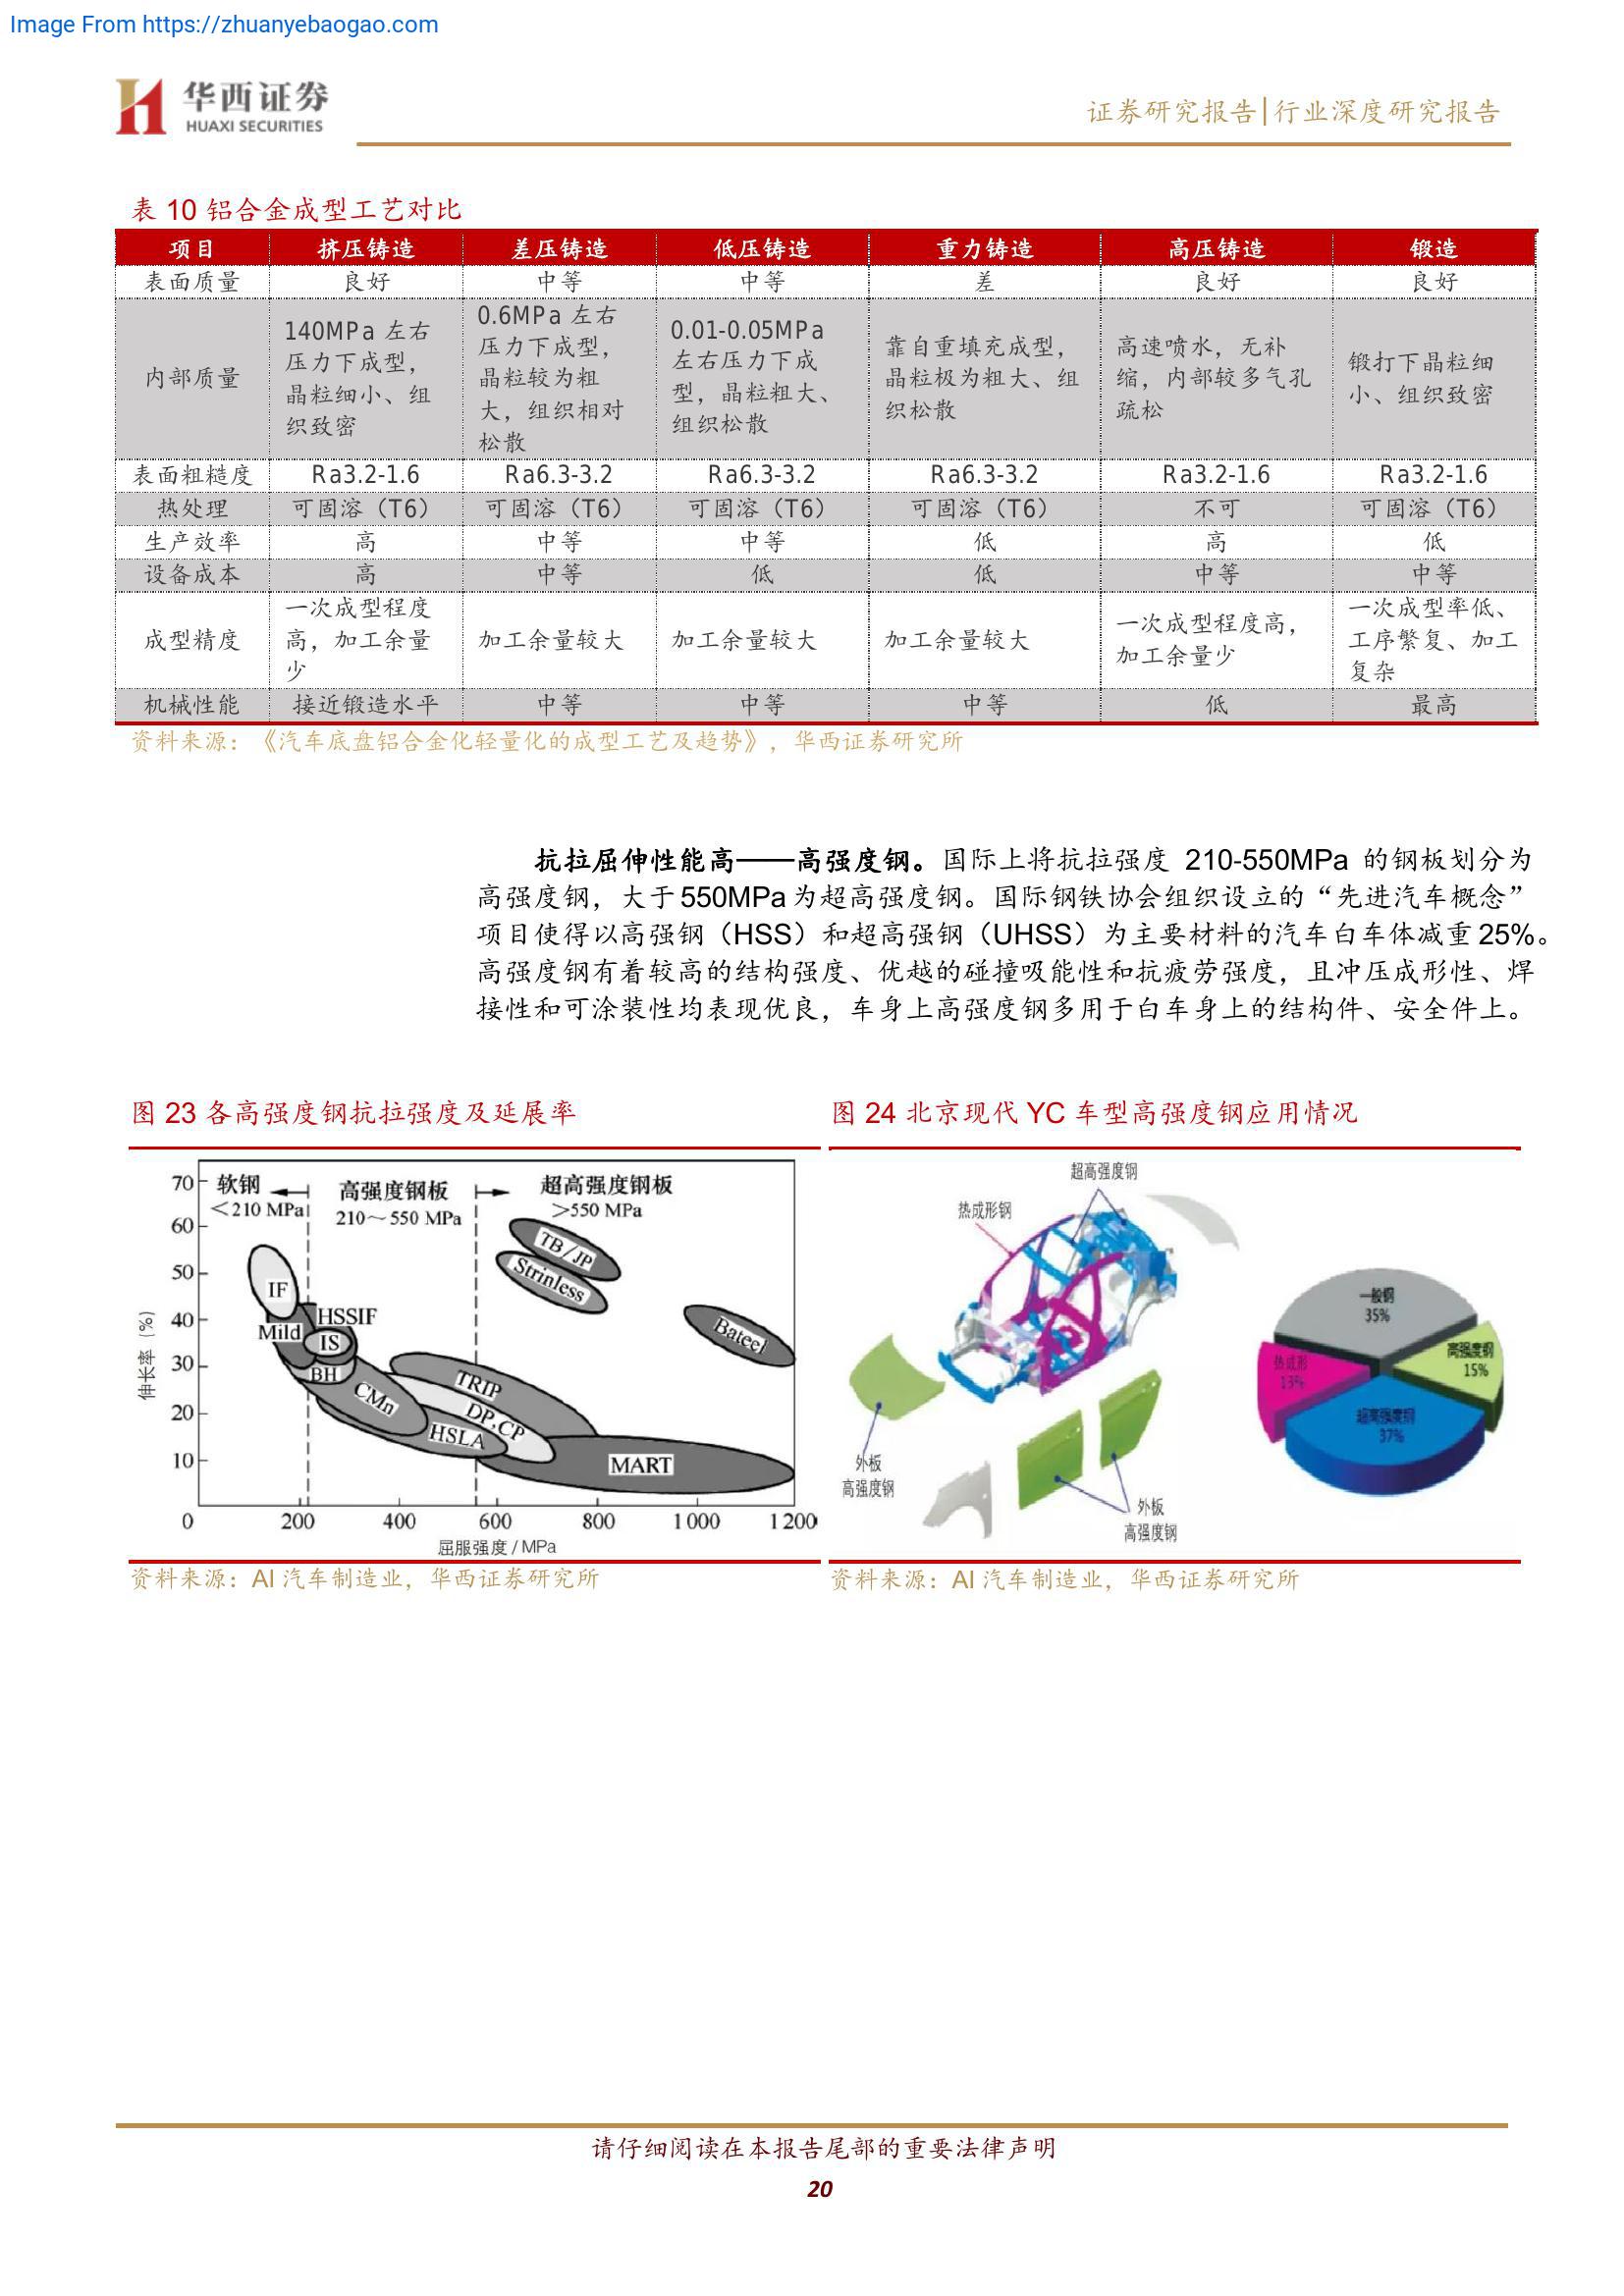 Image From https://zhuanyebaogao.com
华西证券
HUAXI SECURITIES
证券研究报告|行业深度研究报告
表 10 铝合金成型工艺对比
项目 挤压铸造 差压铸造 低压铸造 重力铸造 高压铸造 锻造
表面质量 良好 中等 中等 差 良好 良好
内部质量
140MPa 左右
压力下成型，
晶粒细小、组
织致密
0.6MPa 左右
压力下成型，
晶粒较为粗
大，组织相对
松散
0.01-0.05MPa
左右压力下成
型，晶粒粗大、
组织松散
靠自重填充成型，
晶粒极为粗大、组
织松散
高速喷水，无补
缩，内部较多气孔
疏松
锻打下晶粒细
小、组织致密
表面粗糙度 Ra3.2-1.6 Ra6.3-3.2 Ra6.3-3.2 Ra6.3-3.2 Ra3.2-1.6 Ra3.2-1.6
热处理 可固溶（T6） 可固溶（T6） 可固溶（T6） 可固溶（T6） 不可 可固溶（T6）
生产效率 高 中等 中等 低 高 低
设备成本 高 中等 低 低 中等 中等
成型精度
一次成型程度
高，加工余量
少
加工余量较大
加工余量较大
加工余量较大
一次成型程度高，
加工余量少
一次成型率低、
工序繁复、加工
复杂
机械性能 接近锻造水平 中等 中等 中等 低 最高
资料来源：《汽车底盘铝合金化轻量化的成型工艺及趋势》，华西证券研究所
抗拉屈伸性能高——高强度钢。国际上将抗拉强度 210-550MPa 的钢板划分为
高强度钢，大于 550MPa 为超高强度钢。国际钢铁协会组织设立的“先进汽车概念”
项目使得以高强钢（HSS）和超高强钢（UHSS）为主要材料的汽车白车体减重 25%。
高强度钢有着较高的结构强度、优越的碰撞吸能性和抗疲劳强度，且冲压成形性、焊
接性和可涂装性均表现优良，车身上高强度钢多用于白车身上的结构件、安全件上。
图 23 各高强度钢抗拉强度及延展率
70
60
50
40
30
20
10
伸长率（%）
软钢
＜210 MPa
高强度钢板
210～550 MPa
超高强度钢板
>550 MPa
TB/JP
Strinless
IF
HSSIF
Mild
IS
BH
Bateel
CMn
TRIP
DP.CP
HSLA
MART
0 200 400 600 800 1 000 1 200
屈服强度 / MPa
资料来源：AI 汽车制造业，华西证券研究所
图 24 北京现代 YC 车型高强度钢应用情况
超高强度钢
热成形钢
外板
高强度钢
外板
高强度钢
一般钢
35%
高强度钢
15%
热成形
13%
超高强度钢
37%
资料来源：AI 汽车制造业，华西证券研究所
请仔细阅读在本报告尾部的重要法律声明
20